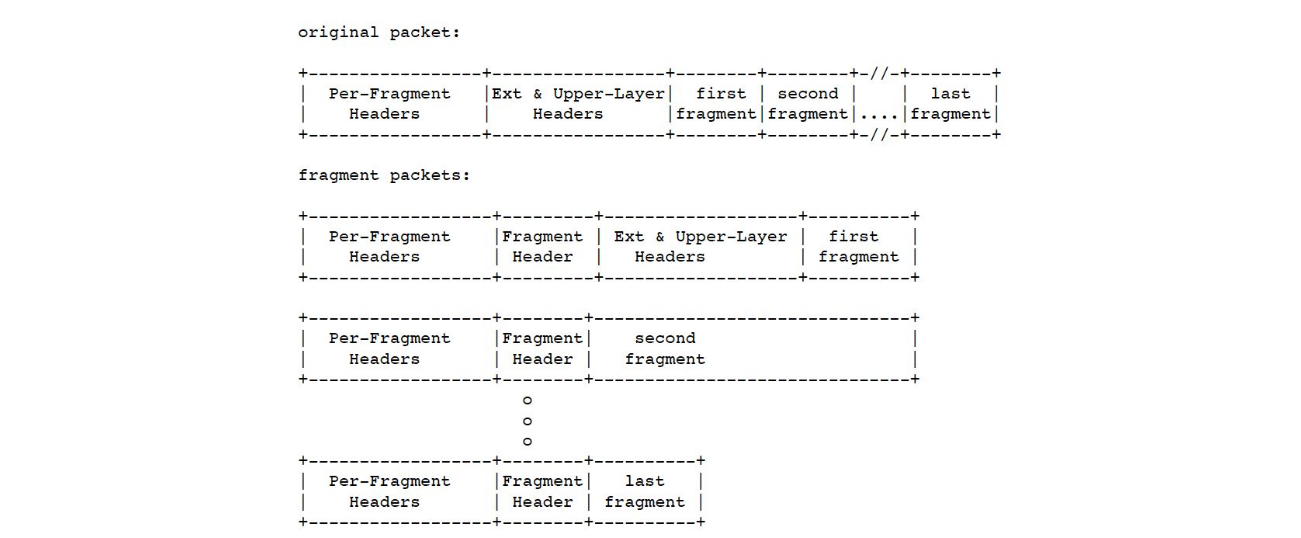 original packet:
+-----------------+-----------------+--------+--------+-//-+--------+
|  Per-Fragment   |Ext & Upper-Layer|  first | second |    |  last  |
|    Headers      |    Headers      |fragment|fragment|....|fragment|
+-----------------+-----------------+--------+--------+-//-+--------+
fragment packets:
+------------------+---------+-------------------+----------+
|  Per-Fragment    |Fragment | Ext & Upper-Layer |  first   |
|    Headers       | Header  |   Headers         | fragment |
+------------------+---------+-------------------+----------+
+------------------+--------+-------------------------------+
|  Per-Fragment    |Fragment|    second                     |
|    Headers       | Header |   fragment                    |
+------------------+--------+-------------------------------+
o
o
o
+------------------+--------+----------+
|  Per-Fragment    |Fragment|   last   |
|    Headers       | Header | fragment |
+------------------+--------+----------+